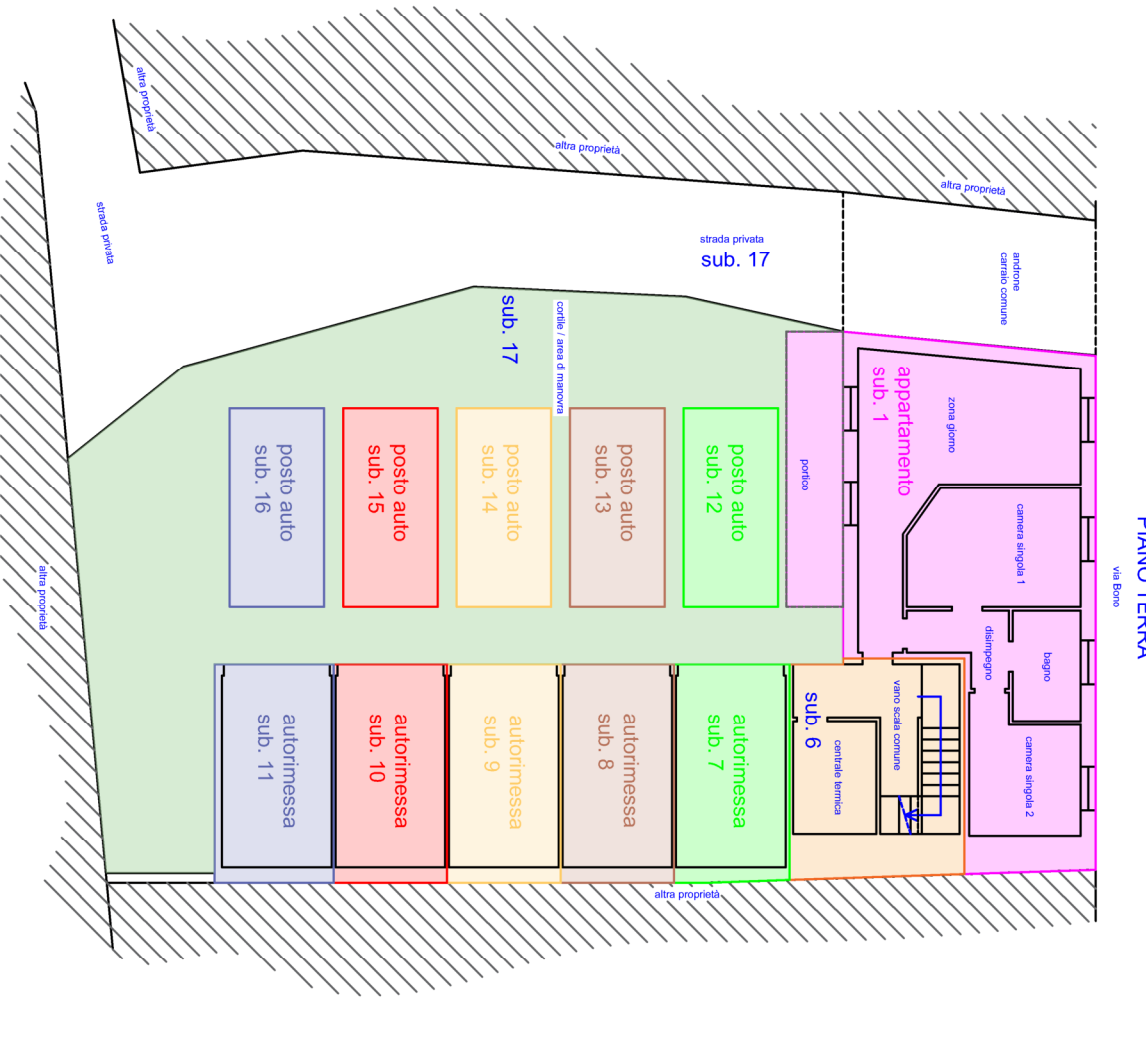 altra proprietà
altra proprietà
altra proprietà
strada privata
strada privata
sub. 17
androne
carraio comune
sub. 17
cortile / area di manovra
appartamento
sub. 1
zona giorno
portico
camera singola 1
via Bono
PIANO TERRA
disimpegno
bagno
camera singola 2
vano scala comune
sub. 6
centrale termica
posto auto
sub. 16
posto auto
sub. 15
posto auto
sub. 14
posto auto
sub. 13
posto auto
sub. 12
autorimessa
sub. 11
autorimessa
sub. 10
autorimessa
sub. 9
autorimessa
sub. 8
autorimessa
sub. 7
altra proprietà
altra proprietà